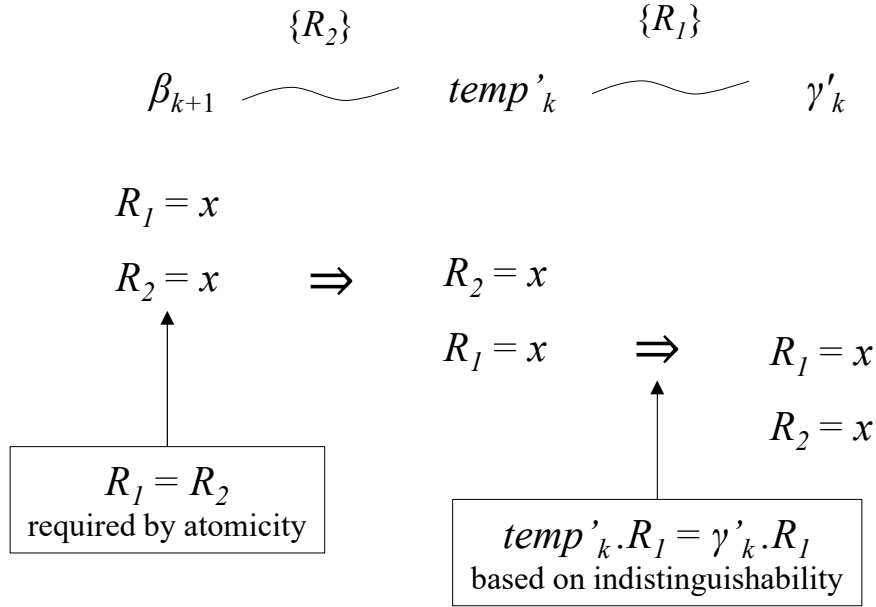 {R₂} {R₁}
βₖ₊₁ temp’ₖ γ'ₖ
R₁ = x
R₂ = x ⇒ R₂ = x
R₁ = x ⇒ R₁ = x
R₂ = x
R₁ = R₂
required by atomicity
temp’ₖ.R₁ = γ’ₖ.R₁
based on indistinguishability